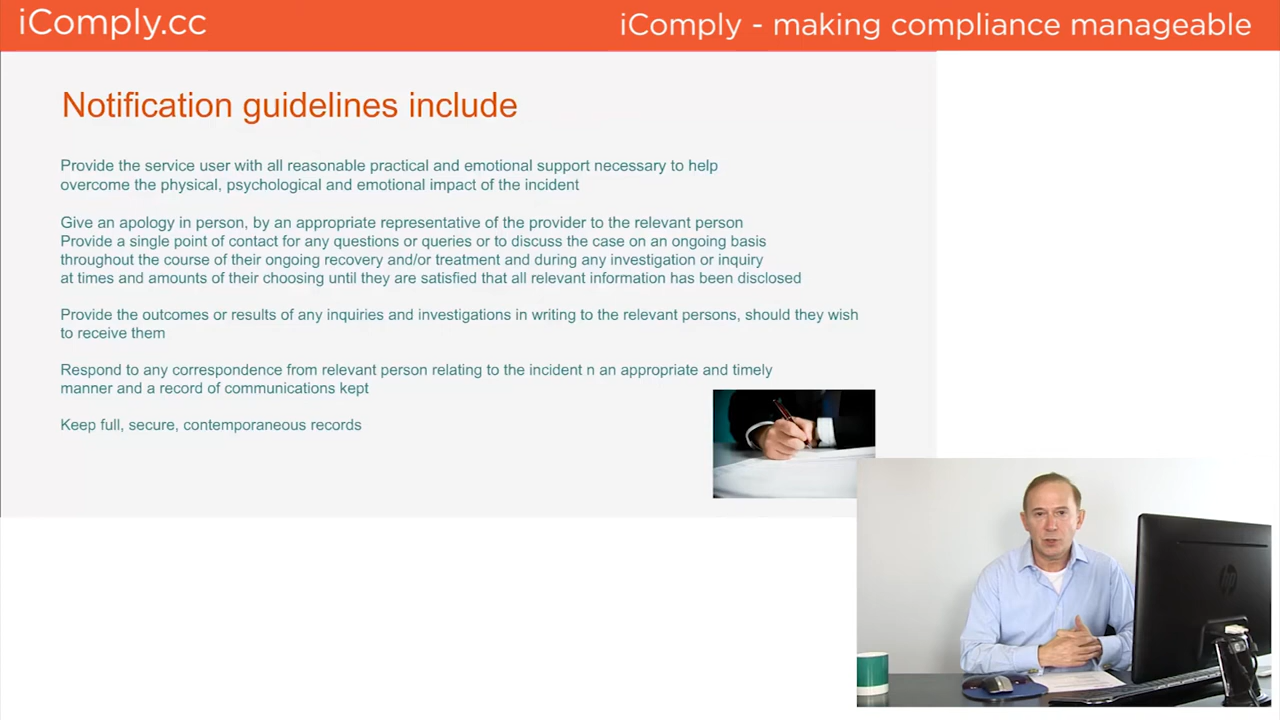 iComply.cc
iComply - making compliance manageable
Notification guidelines include
Provide the service user with all reasonable practical and emotional support necessary to help
overcome the physical, psychological and emotional impact of the incident
Give an apology in person, by an appropriate representative of the provider to the relevant person
Provide a single point of contact for any questions or queries or to discuss the case on an ongoing basis
throughout the course of their ongoing recovery and/or treatment and during any investigation or inquiry
at times and amounts of their choosing until they are satisfied that all relevant information has been disclosed
Provide the outcomes or results of any inquiries and investigations in writing to the relevant persons, should they wish
to receive them
Respond to any correspondence from relevant person relating to the incident n an appropriate and timely
manner and a record of communications kept
Keep full, secure, contemporaneous records
hp